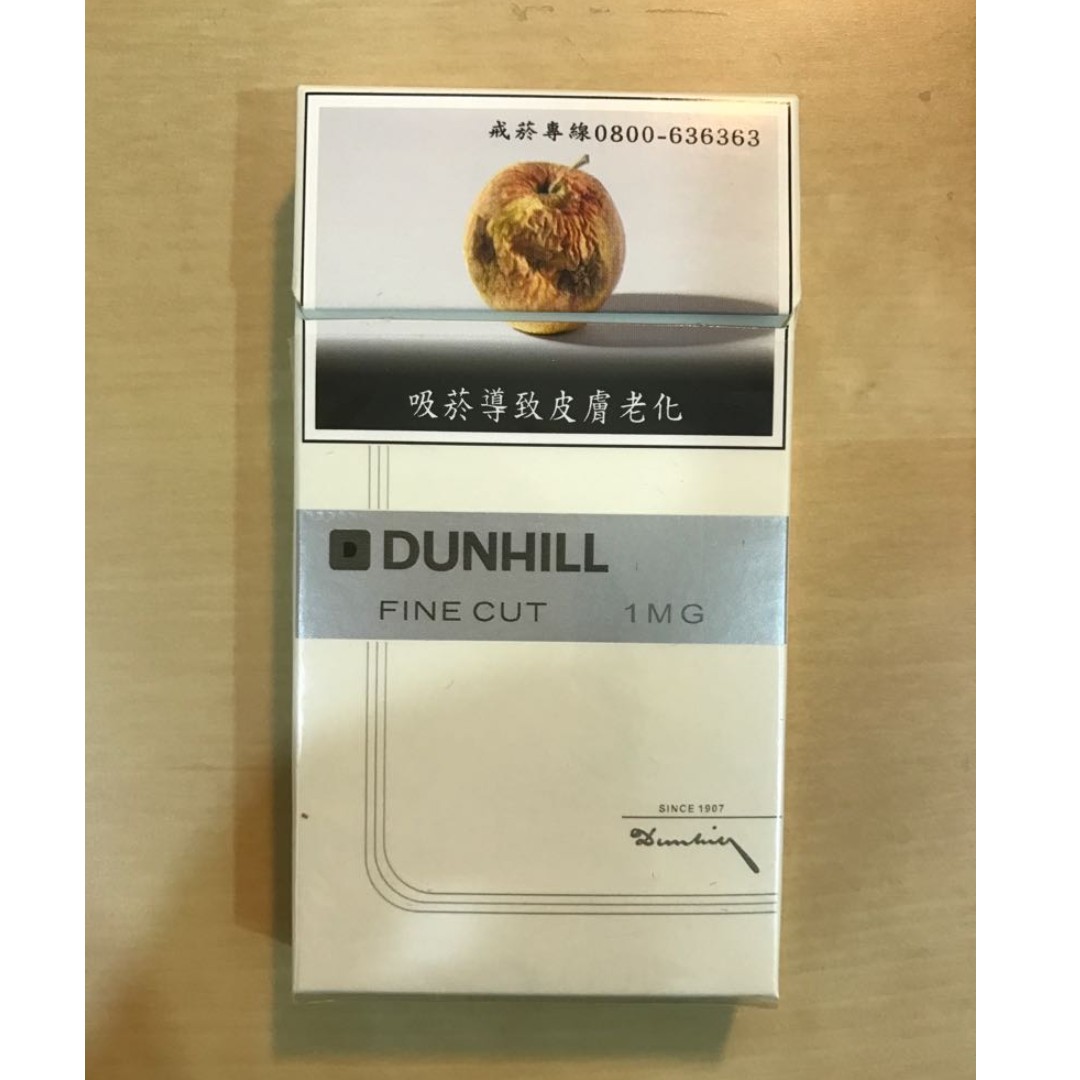 戒菸專線0800-636363
吸菸導致皮膚老化
D DUNHILL
FINE CUT 1MG
SINCE 1907
Dunhill